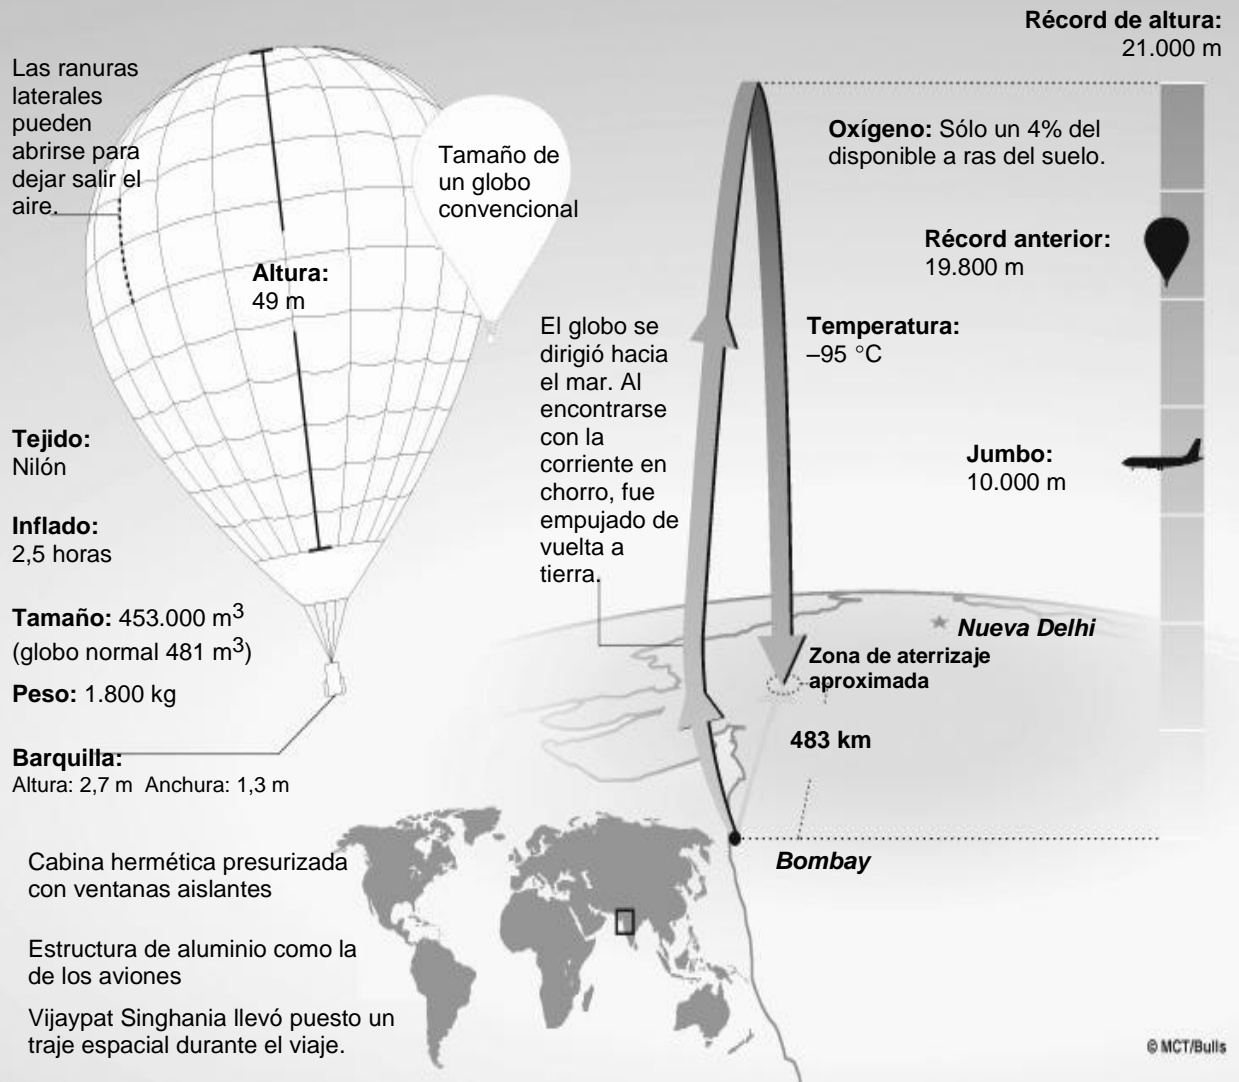 Récord de altura:
21.000 m
Las ranuras
laterales
pueden
abrirse para
dejar salir el
aire.
Tamaño de
un globo
convencional
Oxígeno: Sólo un 4% del
disponible a ras del suelo.
Récord anterior:
19.800 m
Altura:
49 m
El globo se
dirigió hacia
el mar. Al
encontrarse
con la
corriente en
chorro, fue
empujado de
vuelta a
tierra.
Temperatura:
–95 °C
Jumbo:
10.000 m
Tejido:
Nilón
Inflado:
2,5 horas
Tamaño: 453.000 m³
(globo normal 481 m³)
Peso: 1.800 kg
Barquilla:
Altura: 2,7 m Anchura: 1,3 m
Nueva Delhi
Zona de aterrizaje
aproximada
483 km
Bombay
Cabina hermética presurizada
con ventanas aislantes
Estructura de aluminio como la
de los aviones
Vijaypat Singhania llevó puesto un
traje espacial durante el viaje.
© MCT/Bulls